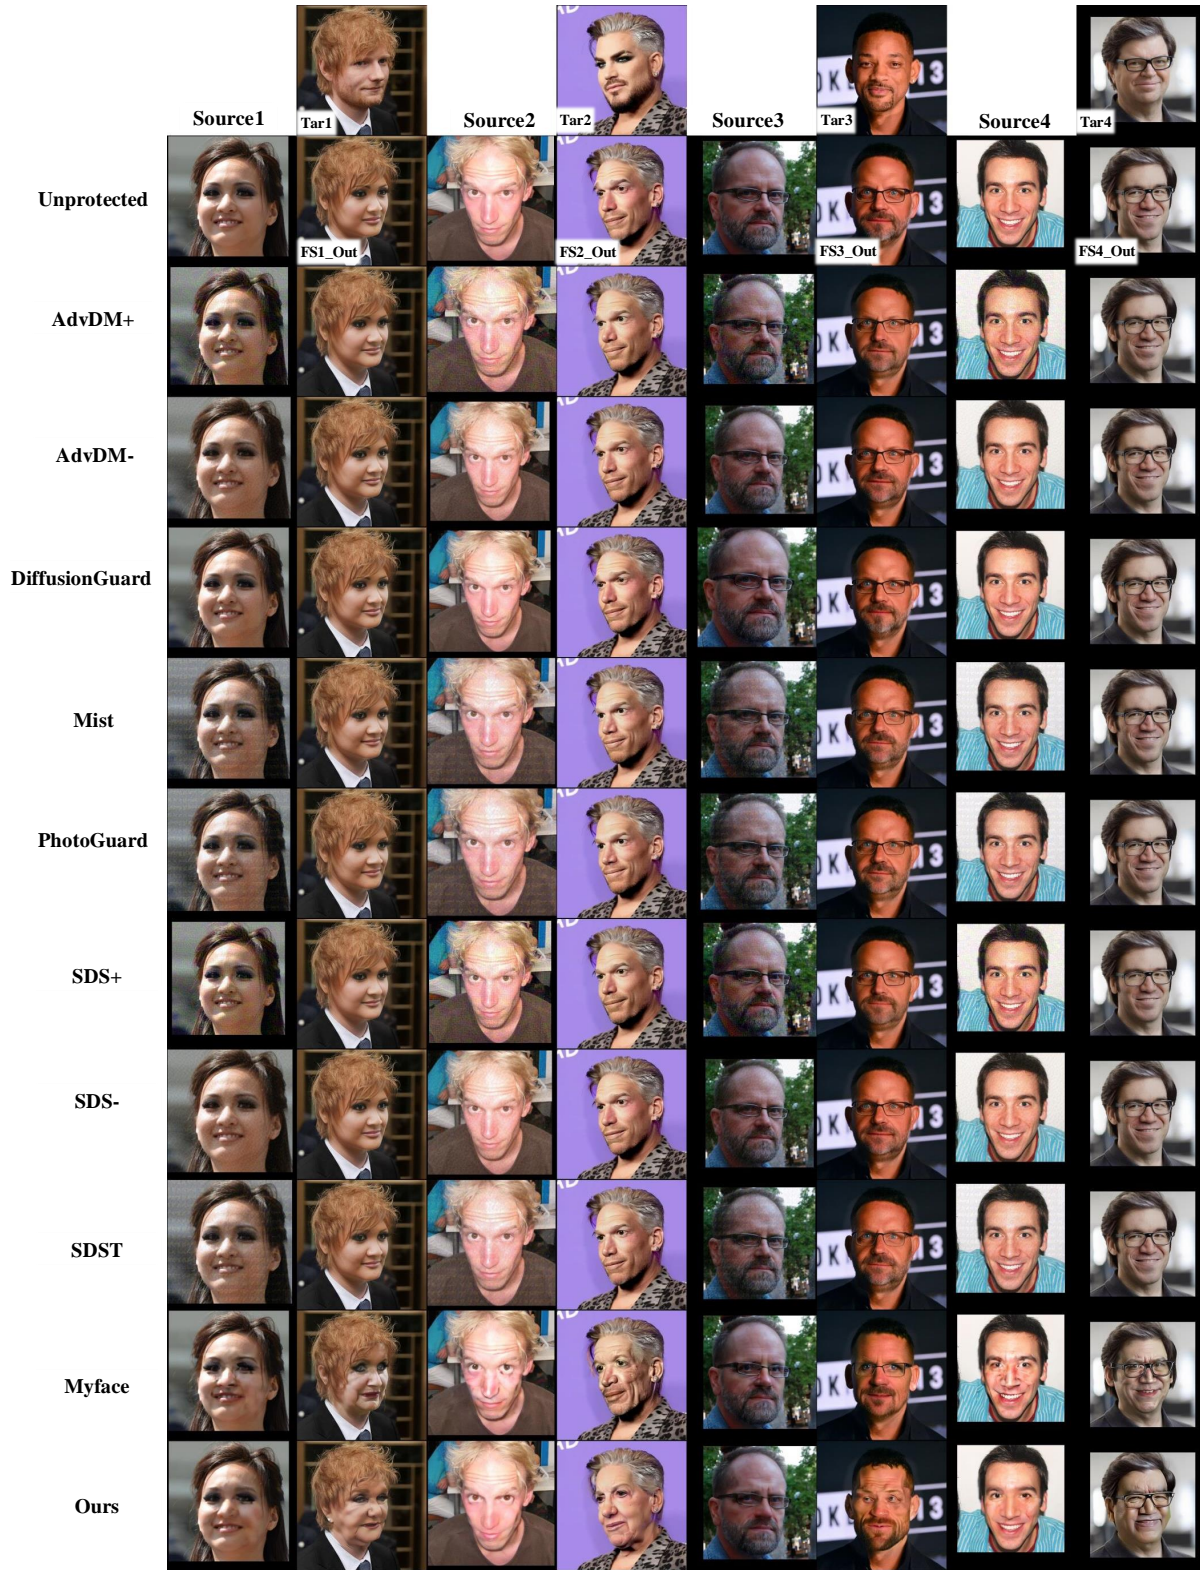 Source1
Tar1
Source2
Tar2
Source3
Tar3
Source4
Tar4
Unprotected
FS1_Out
FS2_Out
FS3_Out
FS4_Out
AdvDM+
AdvDM-
DiffusionGuard
Mist
PhotoGuard
SDS+
SDS-
SDST
Myface
Ours